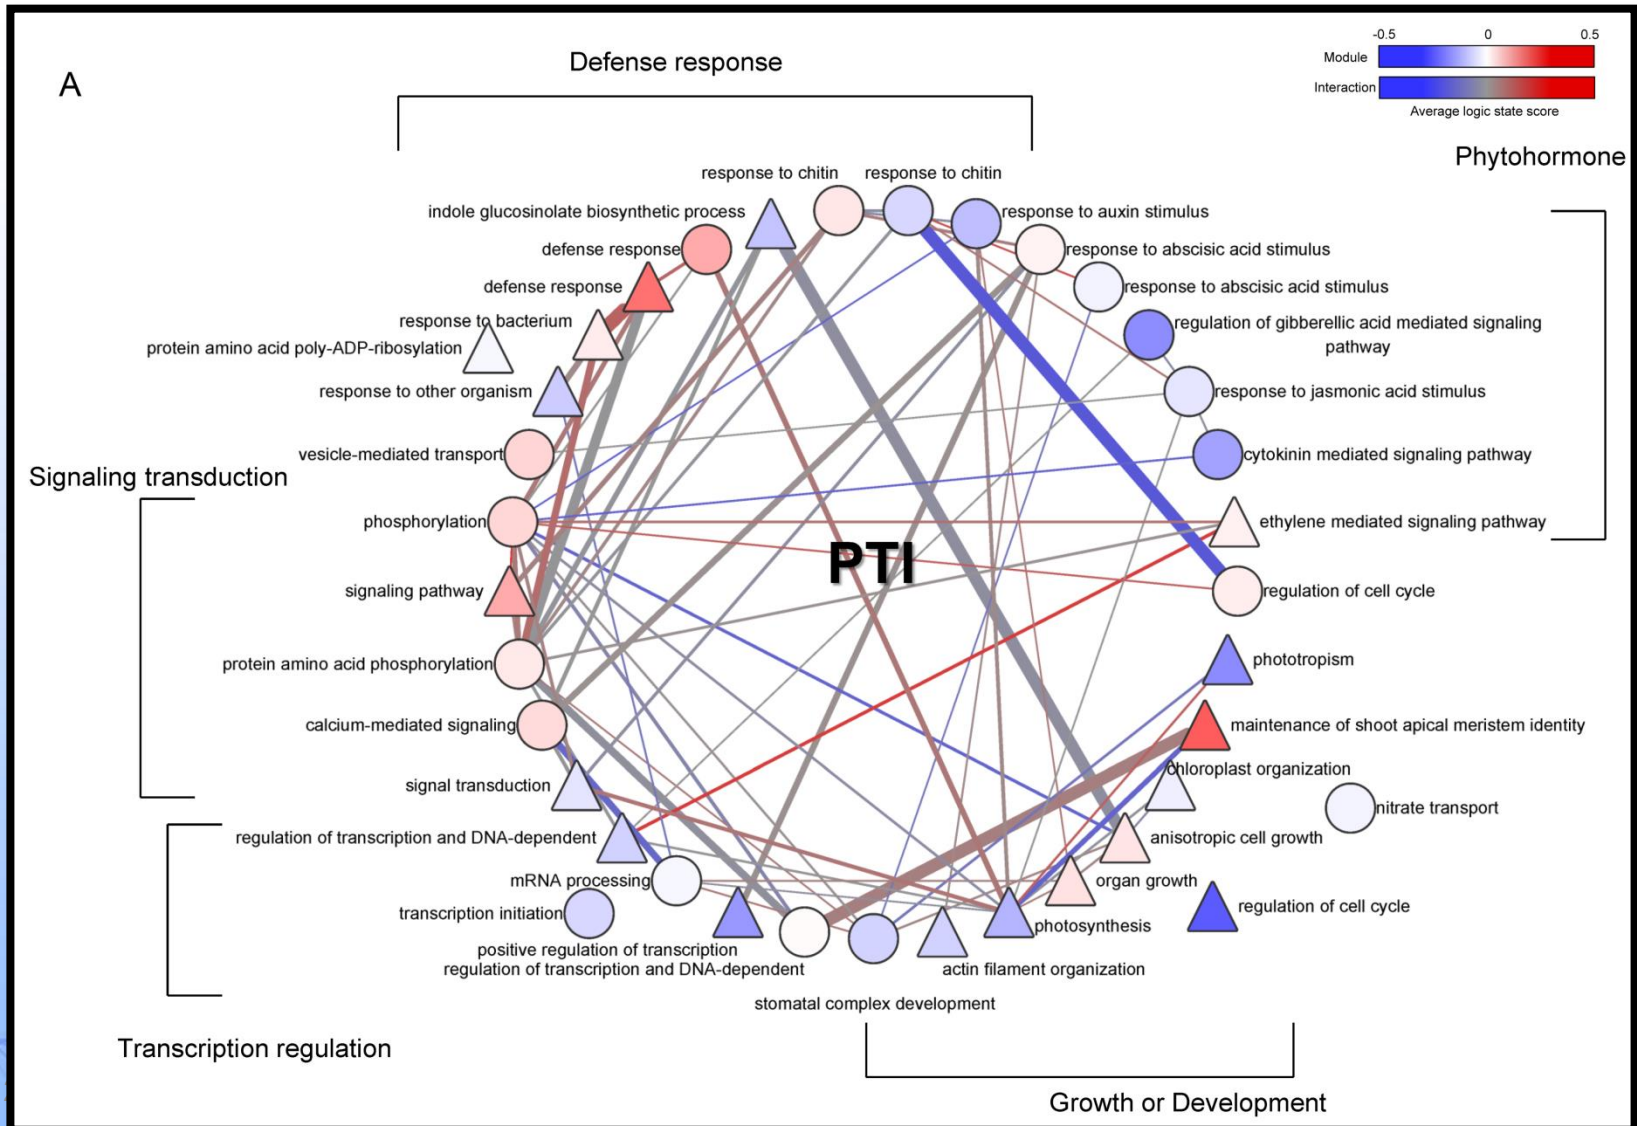 A
Defense response
-0.5 0 0.5
Module
Interaction
Average logic state score
Phytohormone
response to chitin
response to chitin
indole glucosinolate biosynthetic process
response to auxin stimulus
defense response
response to abscisic acid stimulus
defense response
response to abscisic acid stimulus
response to bacterium
regulation of gibberellic acid mediated signaling
pathway
protein amino acid poly-ADP-ribosylation
response to other organism
response to jasmonic acid stimulus
vesicle-mediated transport
cytokinin mediated signaling pathway
Signaling transduction
phosphorylation
ethylene mediated signaling pathway
PTI
signaling pathway
regulation of cell cycle
protein amino acid phosphorylation
phototropism
calcium-mediated signaling
maintenance of shoot apical meristem identity
chloroplast organization
signal transduction
nitrate transport
regulation of transcription and DNA-dependent
anisotropic cell growth
mRNA processing
organ growth
transcription initiation
regulation of cell cycle
photosynthesis
positive regulation of transcription
regulation of transcription and DNA-dependent
actin filament organization
stomatal complex development
Transcription regulation
Growth or Development